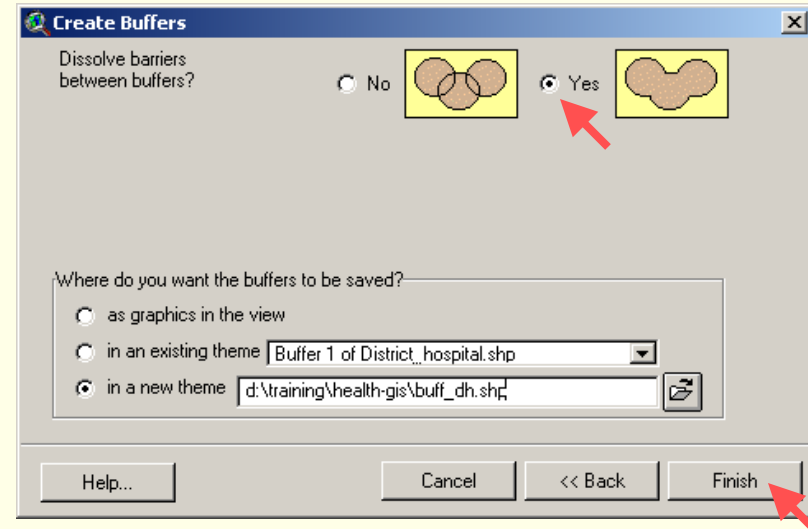 Create Buffers
Dissolve barriers
between buffers?
No
Yes
Where do you want the buffers to be saved?
as graphics in the view
in an existing theme Buffer 1 of District_hospital.shp
in a new theme d:\training\health-gis\buff_dh.shp
Help... Cancel << Back Finish